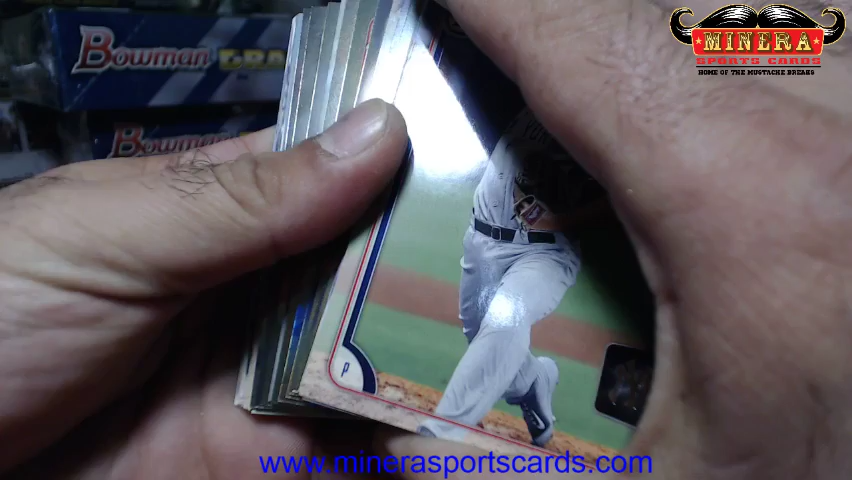 MINERA
SPORTS CARDS
HOME OF THE MUSTACHE BREAKS
Bowman
Bowman
P
www.minerasportscards.com